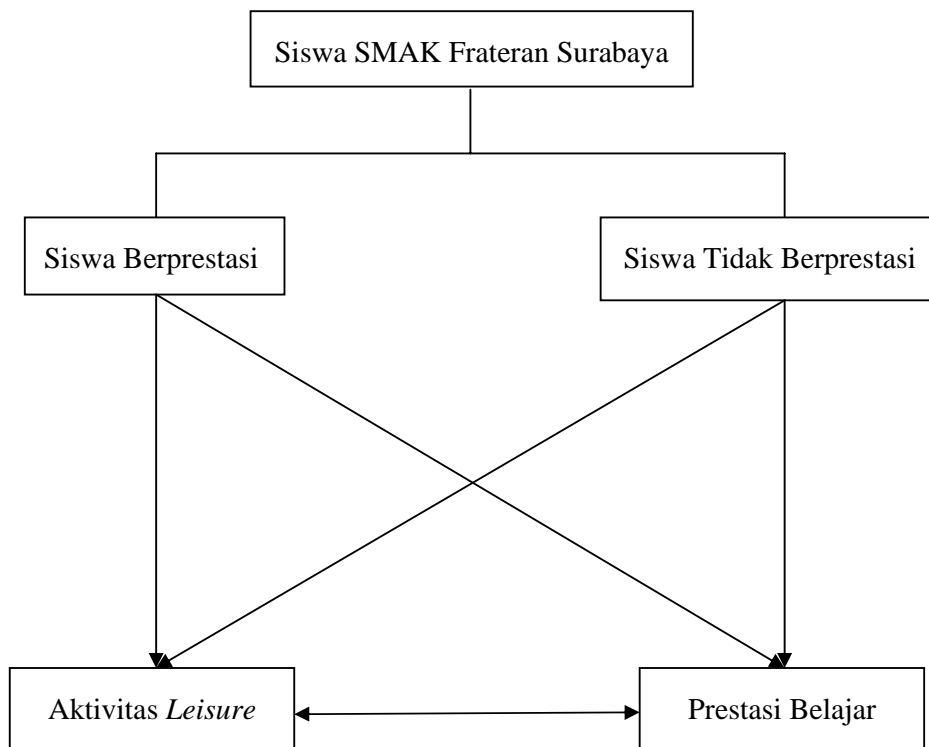 Siswa SMAK Frateran Surabaya
Siswa Berprestasi
Siswa Tidak Berprestasi
Aktivitas Leisure
Prestasi Belajar